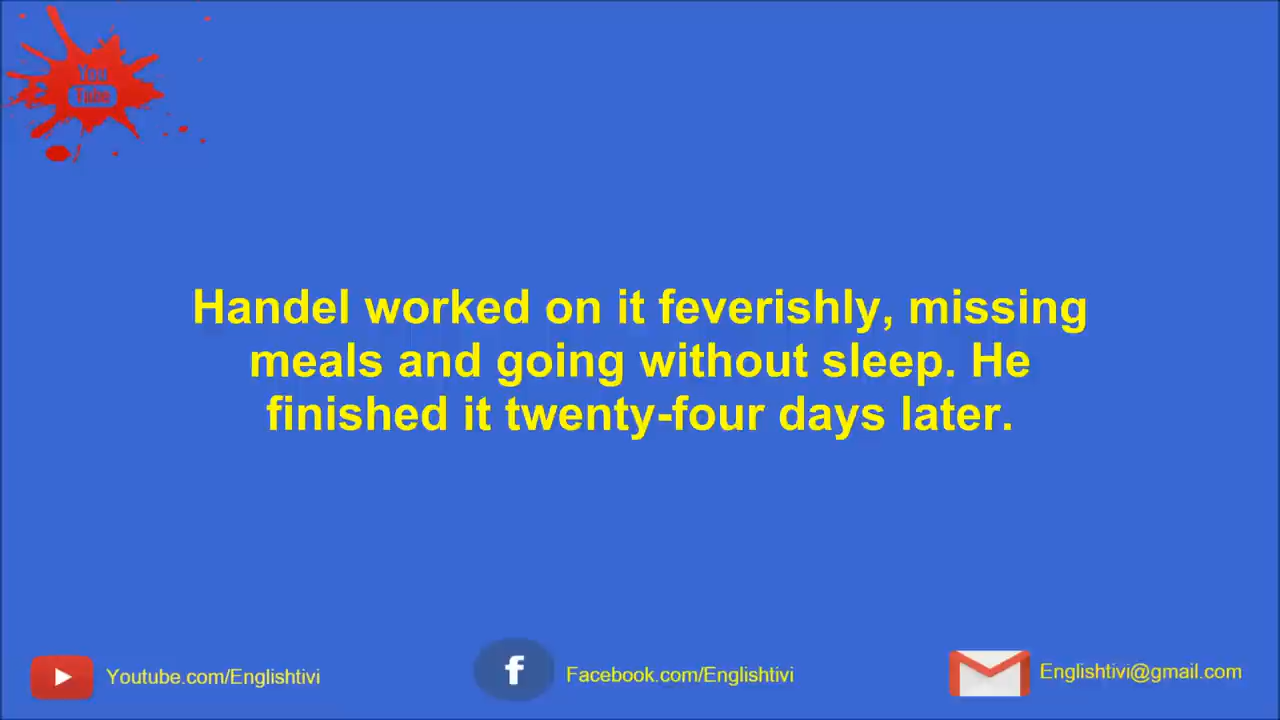 You
Tube
Handel worked on it feverishly, missing
meals and going without sleep. He
finished it twenty-four days later.
f
Youtube.com/Englishtivi
Facebook.com/Englishtivi
Englishtivi@gmail.com